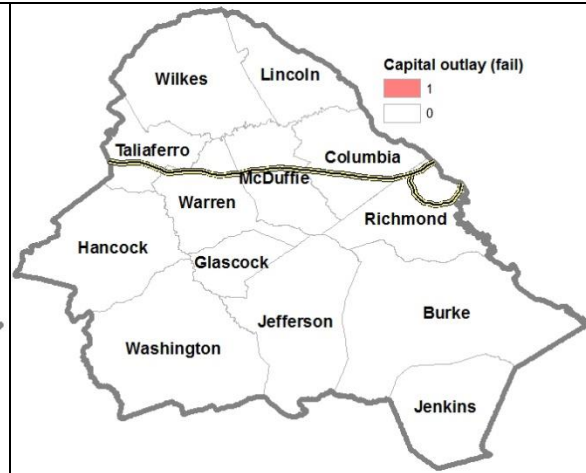 Wilkes
Lincoln
Capital outlay (fail)
1
0
Taliaferro
Columbia
McDuffie
Warren
Richmond
Hancock
Glascock
Burke
Jefferson
Washington
Jenkins